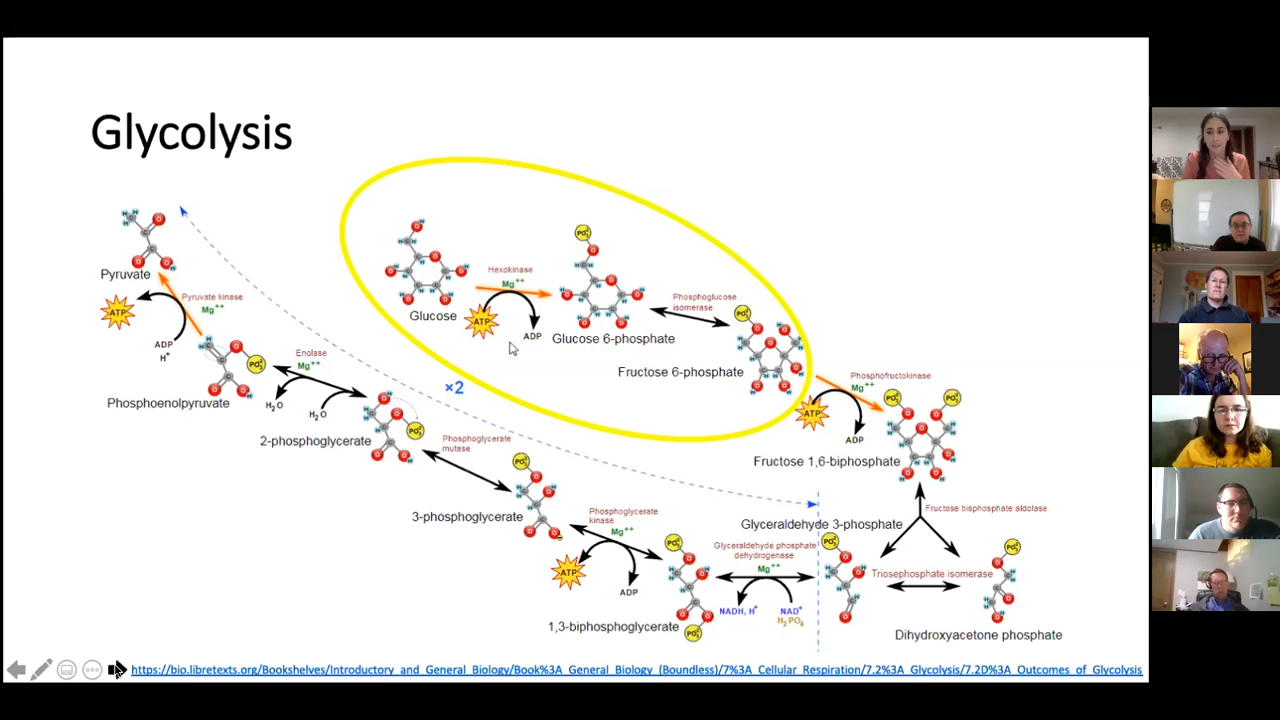 Glycolysis
Pyruvate
Pyruvate kinase
Mg++
ATP
ADP
H+
Phosphoenolpyruvate
Enolase
Mg++
H2O
H2O
2-phosphoglycerate
Phosphoglycerate
mutase
3-phosphoglycerate
Phosphoglycerate
kinase
Mg++
ATP
ADP
1,3-biphosphoglycerate
Glyceraldehyde phosphate
dehydrogenase
Mg++
NADH, H+
NAD+
H2PO4
×2
Glucose
Hexokinase
Mg++
ATP
ADP
Glucose 6-phosphate
Phosphoglucose
isomerase
Fructose 6-phosphate
Phosphofructokinase
Mg++
ATP
ADP
Fructose 1,6-biphosphate
Fructose bisphosphate aldolase
Glyceraldehyde 3-phosphate
Triosephosphate isomerase
Dihydroxyacetone phosphate
https://bio.libretexts.org/Bookshelves/Introductory_and_General_Biology/Book%3A_General_Biology_(Boundless)/7%3A_Cellular_Respiration/7.2%3A_Glycolysis/7.2D%3A_Outcomes_of_Glycolysis